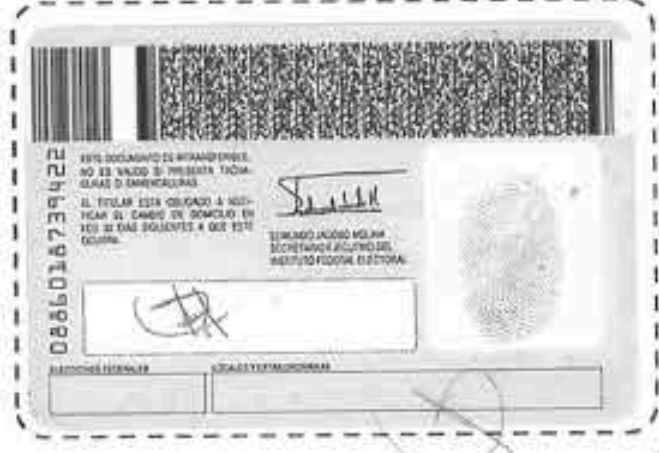 ESTE DOCUMENTO ES INTRANSFERIBLE,
NO ES VALIDO SI PRESENTA TACHA-
DURAS O ENMENDADURAS.
EL TITULAR ESTA OBLIGADO A NOTI-
FICAR EL CAMBIO DE DOMICILIO EN
LOS 30 DIAS SIGUIENTES A QUE ESTE
OCURRA.
EDMUNDO JACOBO MOLINA
SECRETARIO EJECUTIVO DEL
INSTITUTO FEDERAL ELECTORAL
0886018739422
ELECCIONES FEDERALES
LOCALES Y EXTRAORDINARIAS